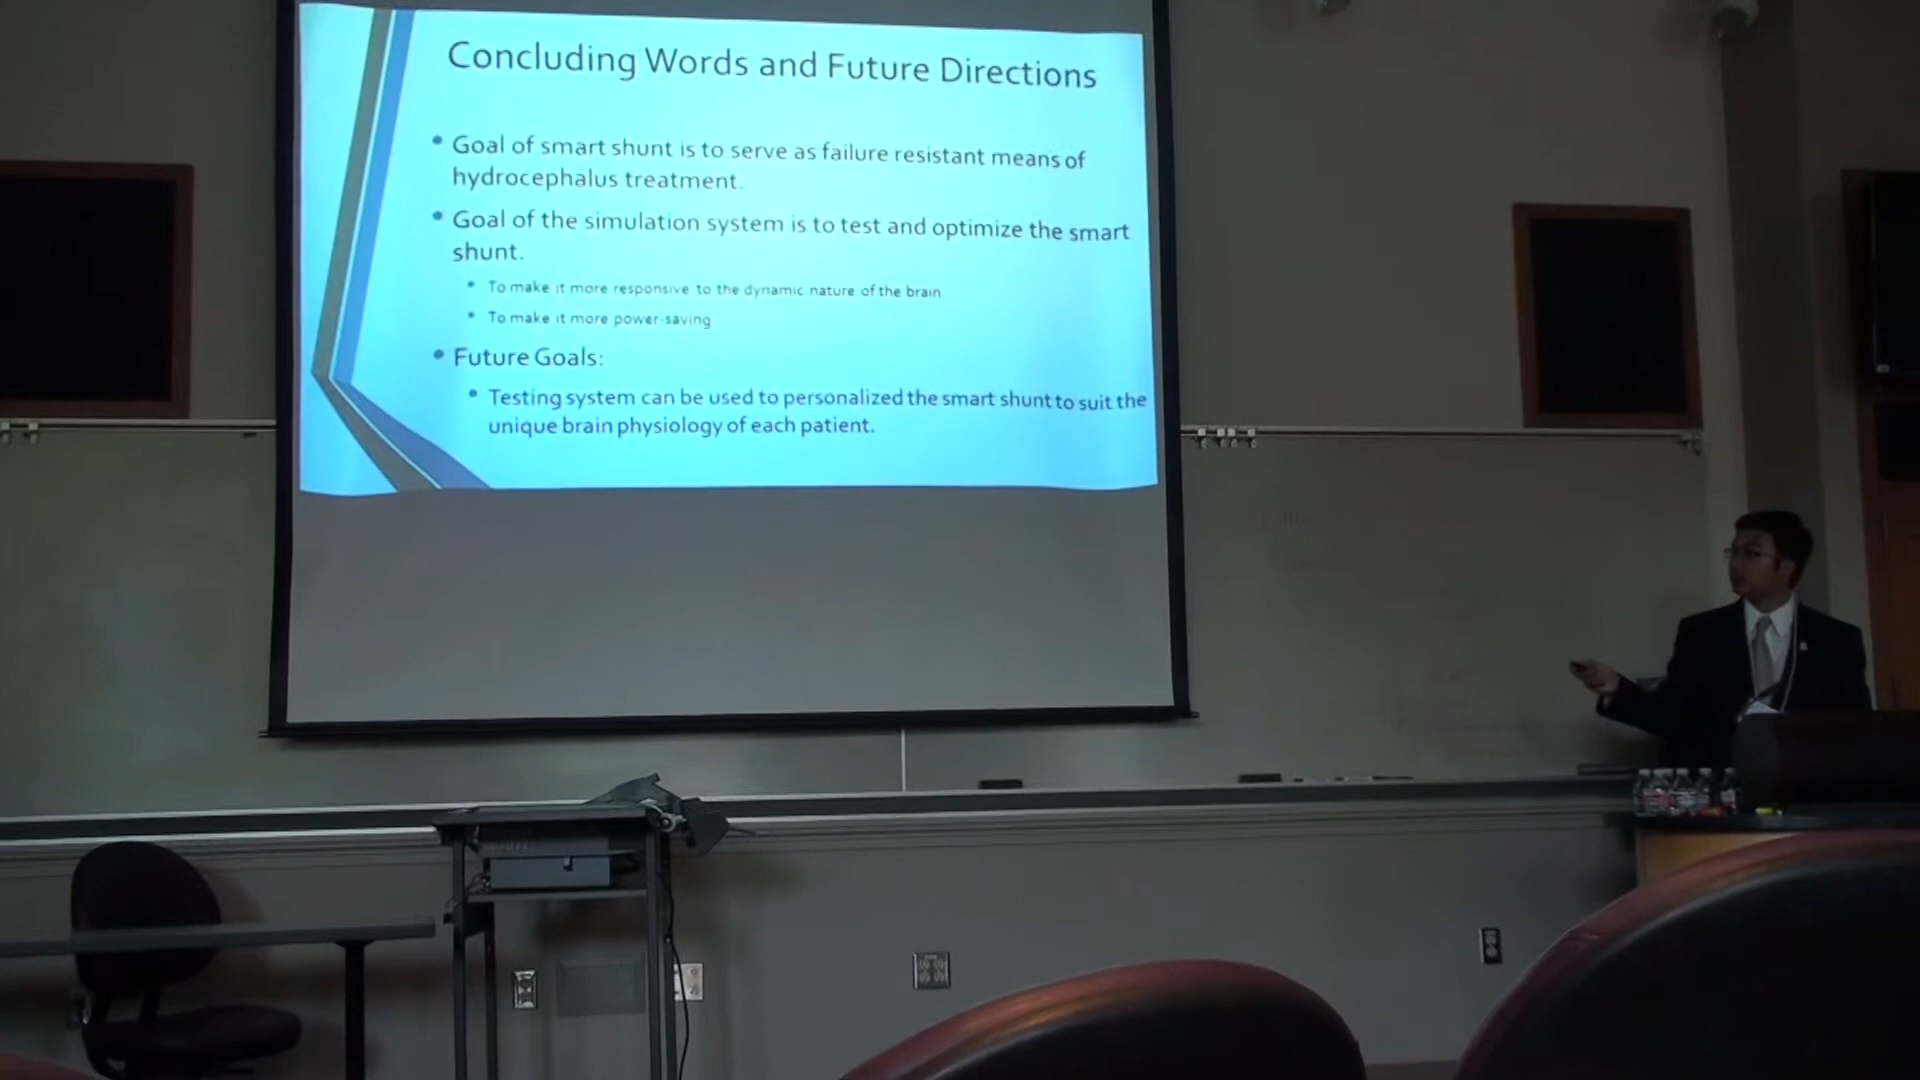 Concluding Words and Future Directions
• Goal of smart shunt is to serve as failure resistant means of
hydrocephalus treatment.
• Goal of the simulation system is to test and optimize the smart
shunt.
• To make it more responsive to the dynamic nature of the brain.
• To make it more power-saving
• Future Goals:
• Testing system can be used to personalized the smart shunt to suit the
unique brain physiology of each patient.